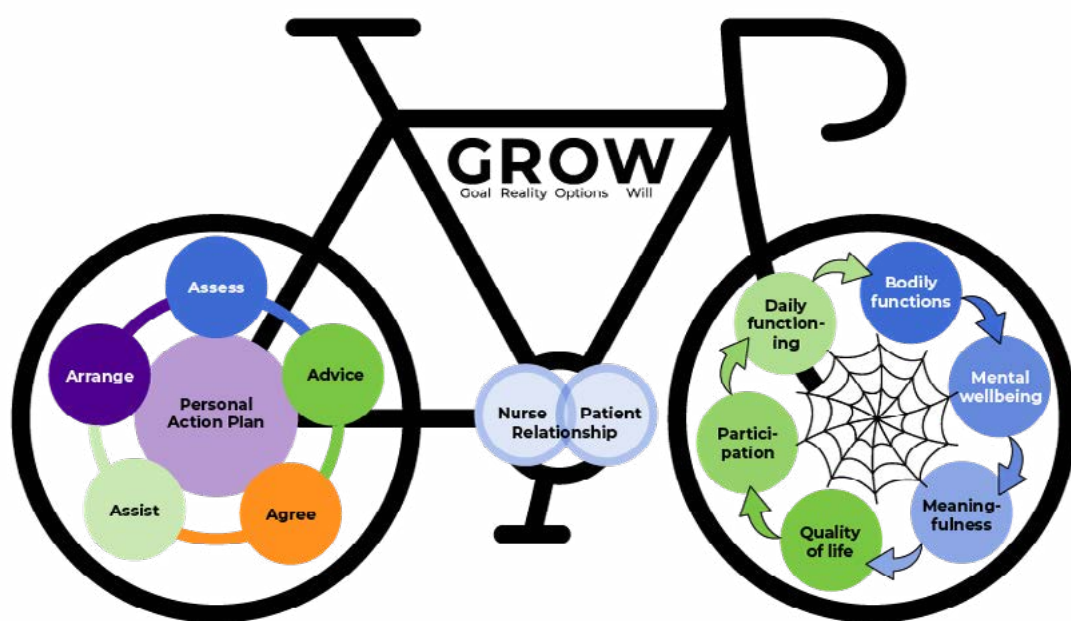 GROW
Goal Reality Options Will
Assess
Advice
Agree
Assist
Arrange
Personal
Action Plan
Nurse Patient
Relationship
Bodily
functions
Mental
wellbeing
Meaning-
fulness
Quality
of life
Partici-
pation
Daily
function-
ing